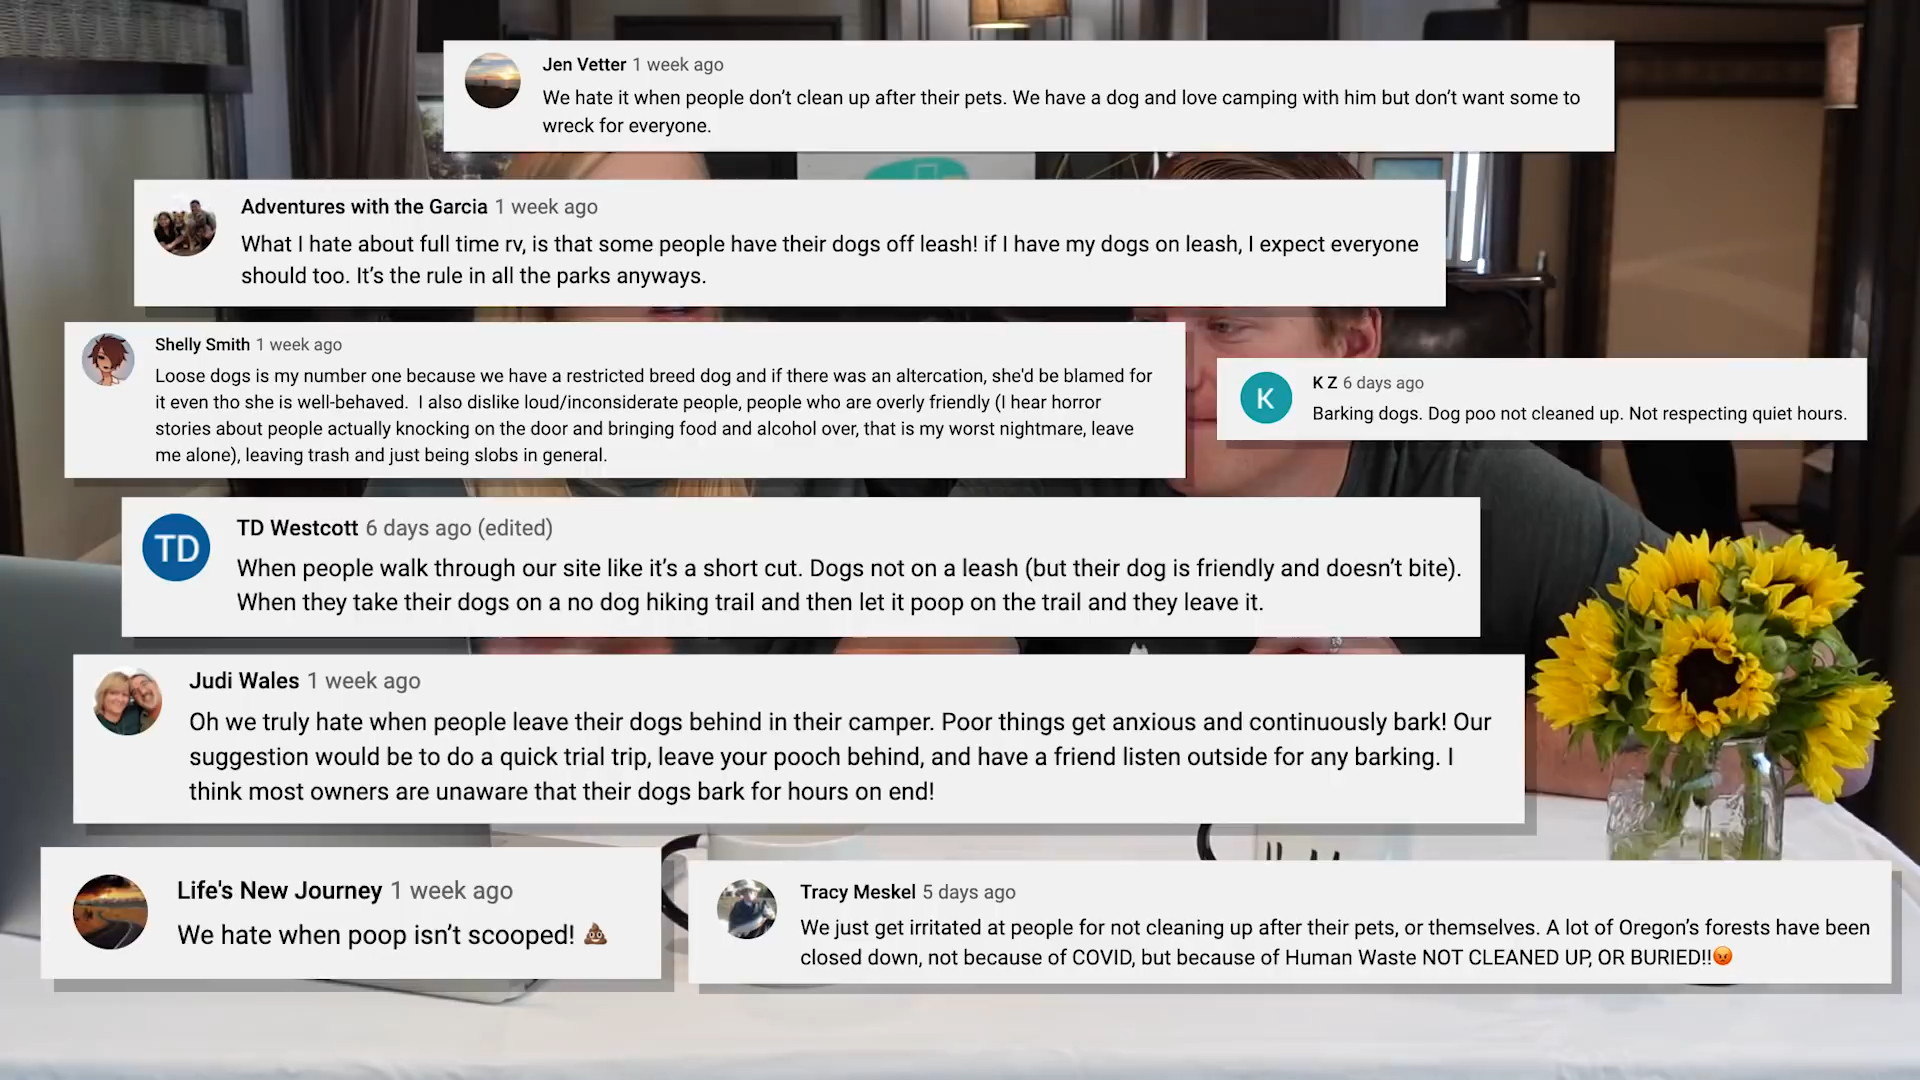 Jen Vetter 1 week ago
We hate it when people don’t clean up after their pets. We have a dog and love camping with him but don’t want some to
wreck for everyone.
Adventures with the Garcia 1 week ago
What I hate about full time rv, is that some people have their dogs off leash! if I have my dogs on leash, I expect everyone
should too. It’s the rule in all the parks anyways.
Shelly Smith 1 week ago
Loose dogs is my number one because we have a restricted breed dog and if there was an altercation, she'd be blamed for
it even tho she is well-behaved. I also dislike loud/inconsiderate people, people who are overly friendly (I hear horror
stories about people actually knocking on the door and bringing food and alcohol over, that is my worst nightmare, leave
me alone), leaving trash and just being slobs in general.
K
K Z 6 days ago
Barking dogs. Dog poo not cleaned up. Not respecting quiet hours.
TD
TD Westcott 6 days ago (edited)
When people walk through our site like it’s a short cut. Dogs not on a leash (but their dog is friendly and doesn’t bite).
When they take their dogs on a no dog hiking trail and then let it poop on the trail and they leave it.
Judi Wales 1 week ago
Oh we truly hate when people leave their dogs behind in their camper. Poor things get anxious and continuously bark! Our
suggestion would be to do a quick trial trip, leave your pooch behind, and have a friend listen outside for any barking. I
think most owners are unaware that their dogs bark for hours on end!
Life's New Journey 1 week ago
We hate when poop isn’t scooped! 💩
Tracy Meskel 5 days ago
We just get irritated at people for not cleaning up after their pets, or themselves. A lot of Oregon’s forests have been
closed down, not because of COVID, but because of Human Waste NOT CLEANED UP, OR BURIED!!😡